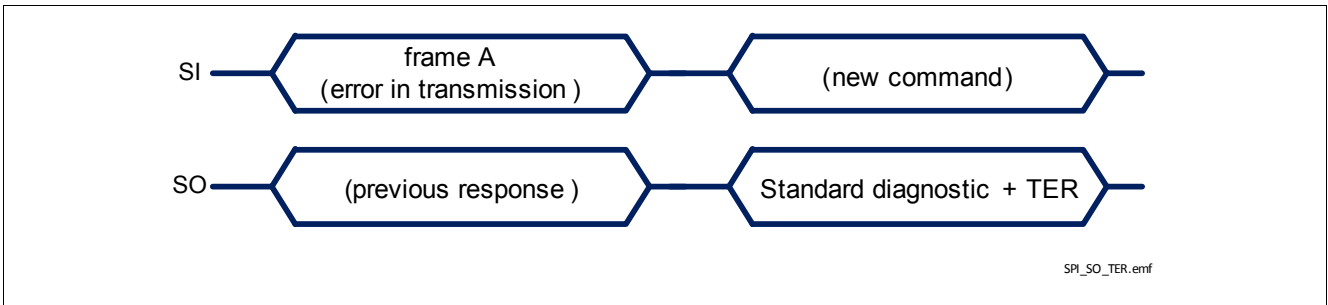 SI
frame A
(error in transmission )
(new command)
SO
(previous response )
Standard diagnostic + TER
SPI_SO_TER.emf